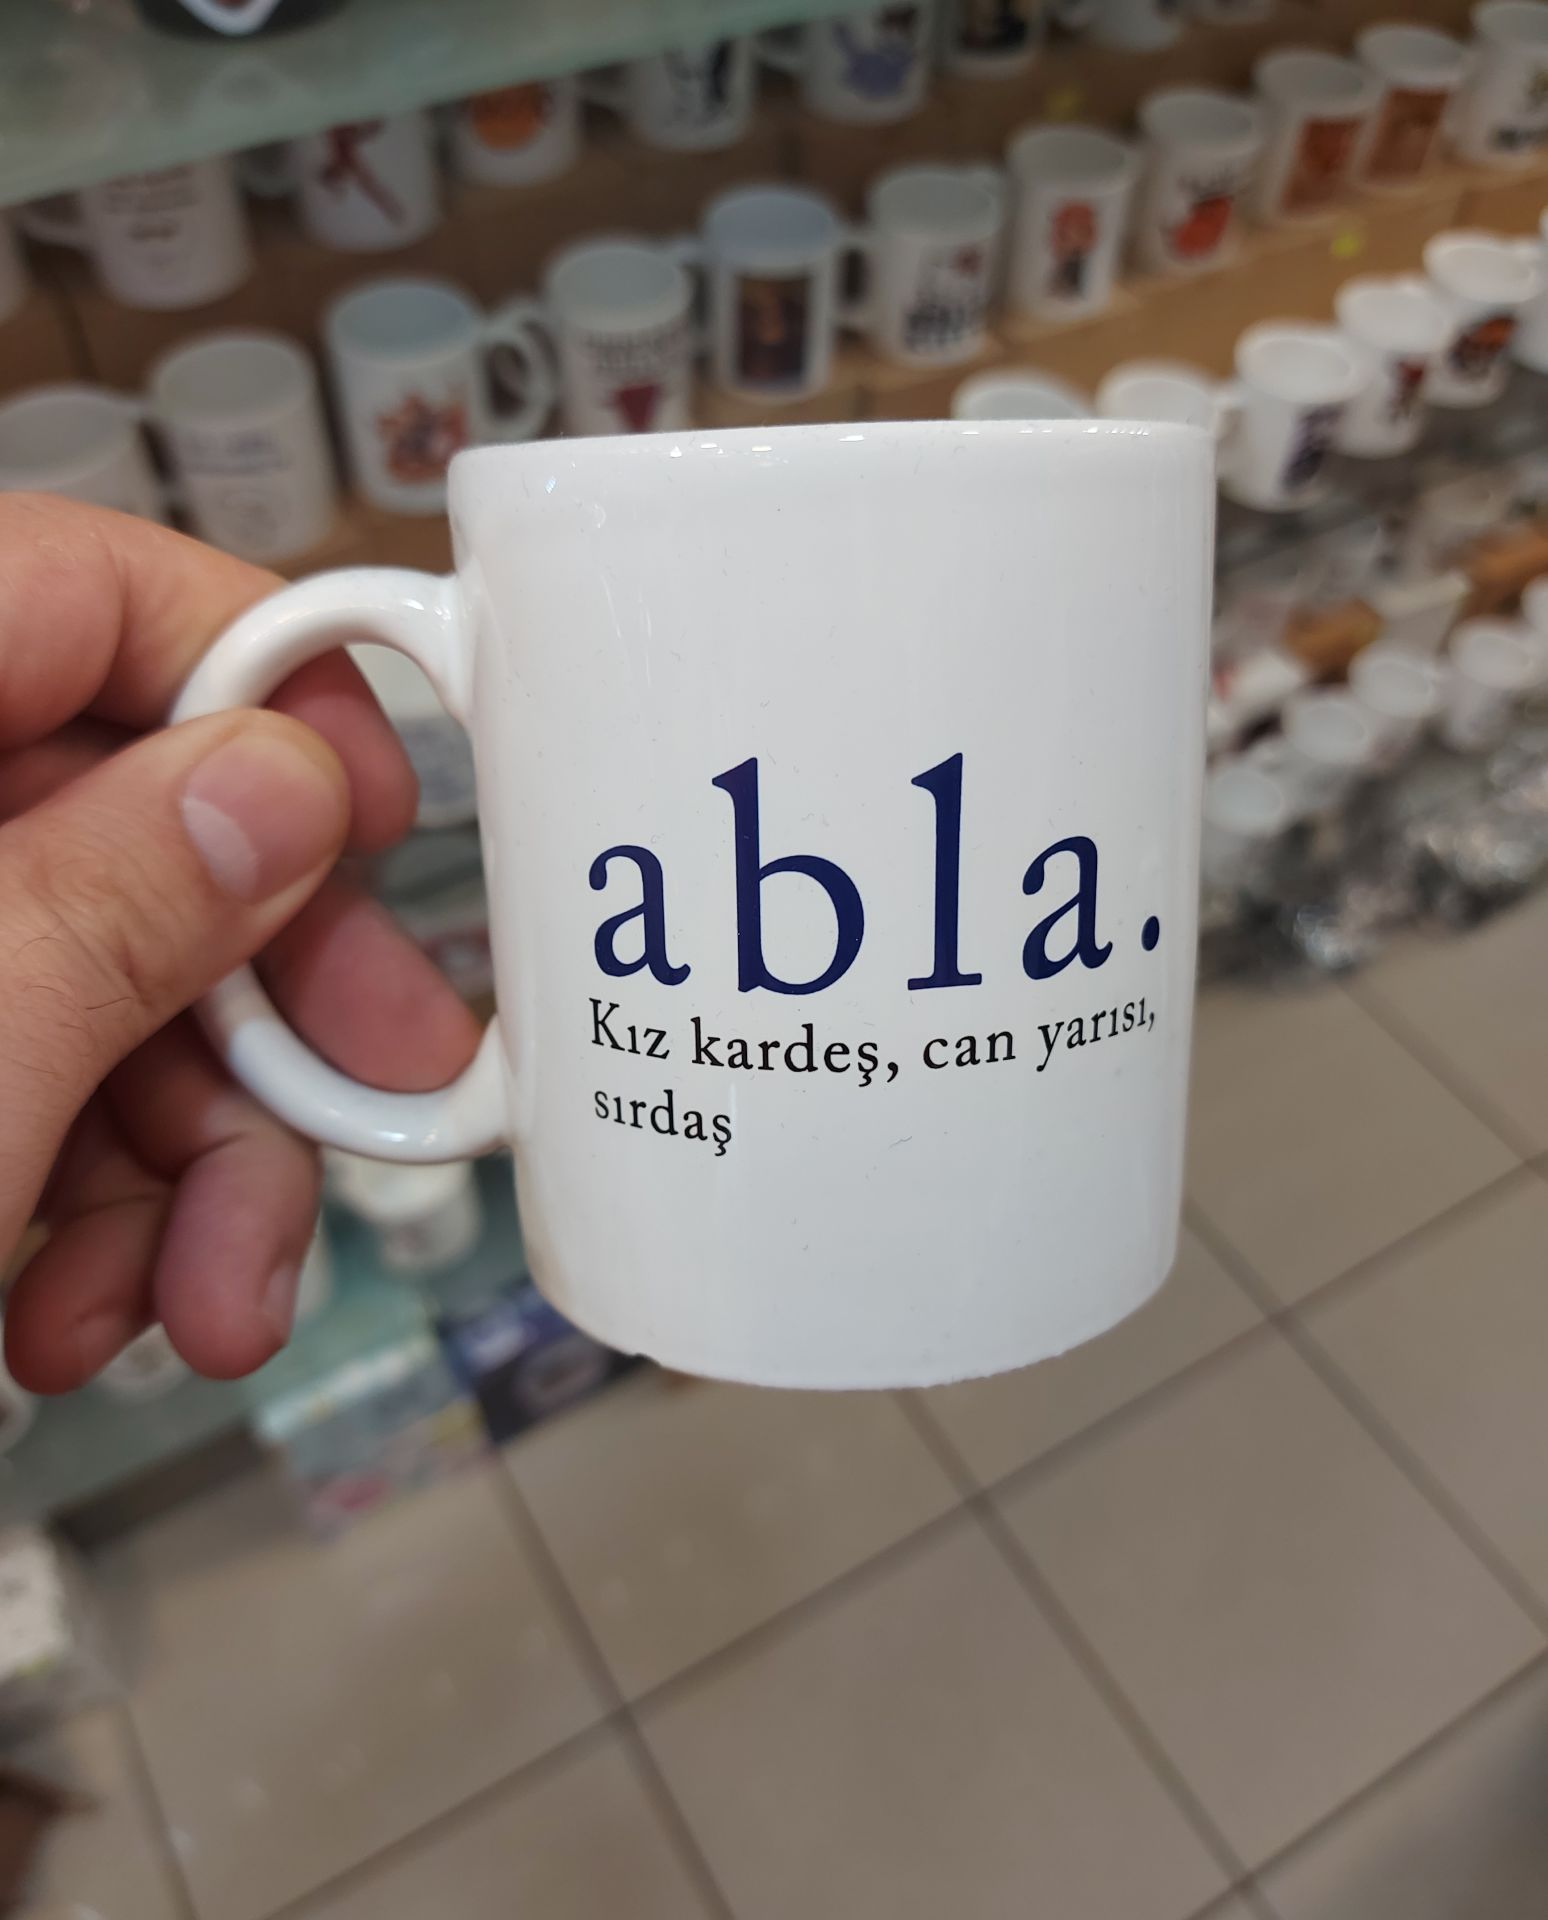 abla.
Kız kardeş, can yarısı,
sırdaş